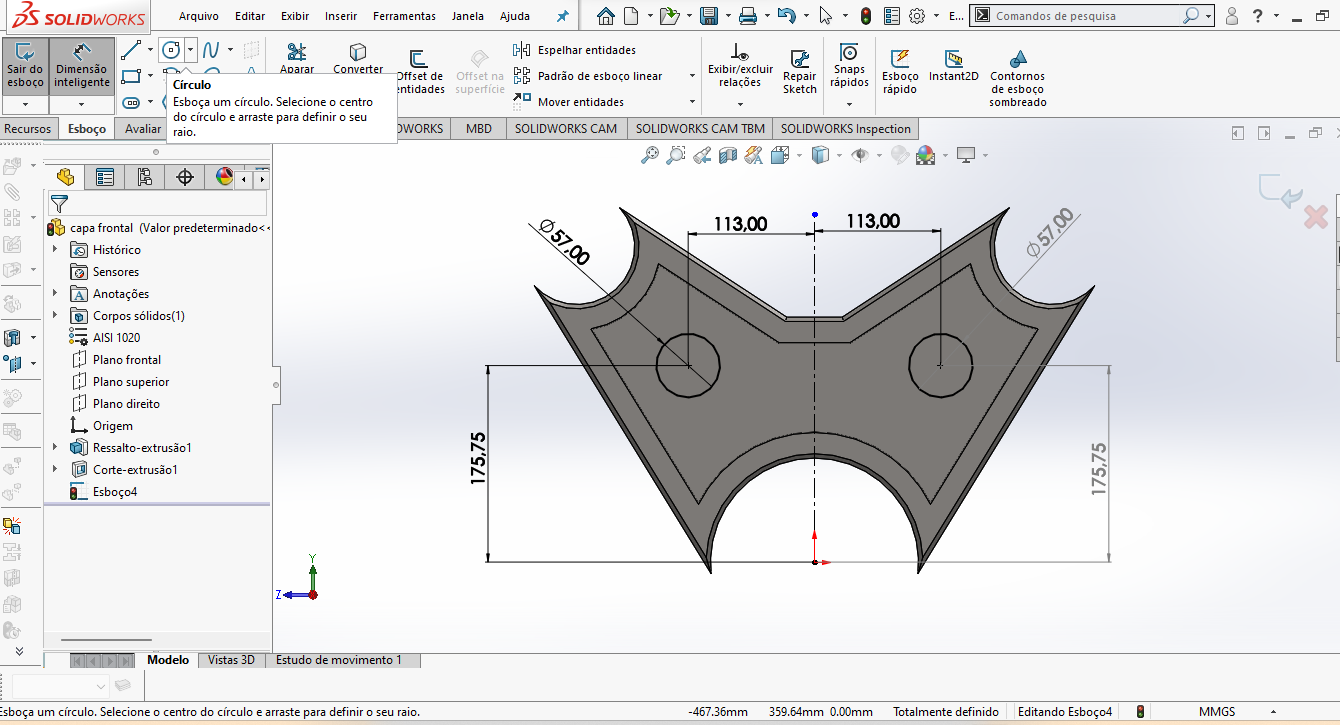 SOLIDWORKS
Arquivo Editar Exibir Inserir Ferramentas Janela Ajuda
E...
Comandos de pesquisa
?
Sair do
esboço
Dimensão
inteligente
Aparar
Converter
Offset de
entidades
Offset na
superfície
Espelhar entidades
Padrão de esboço linear
Mover entidades
Exibir/excluir
relações
Repair
Sketch
Snaps
rápidos
Esboço
rápido
Instant2D
Contornos
de esboço
sombreado
Círculo
Esboça um círculo. Selecione o centro
do círculo e arraste para definir o seu
raio.
Recursos Esboço Avaliar DWORKS MBD SOLIDWORKS CAM SOLIDWORKS CAM TBM SOLIDWORKS Inspection
capa frontal (Valor predeterminado<<
Histórico
Sensores
Anotações
Corpos sólidos(1)
AISI 1020
Plano frontal
Plano superior
Plano direito
Origem
Ressalto-extrusão1
Corte-extrusão1
Esboço4
113,00
113,00
Ø57,00
Ø57,00
175,75
175,75
Y
Z
Modelo Vistas 3D Estudo de movimento 1
Esboça um círculo. Selecione o centro do círculo e arraste para definir o seu raio.
-467.36mm 359.64mm 0.00mm Totalmente definido Editando Esboço4 MMGS